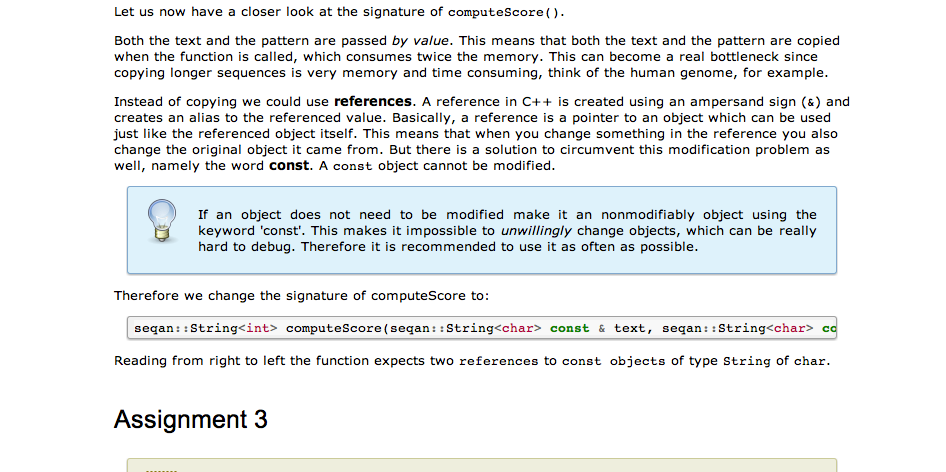 Let us now have a closer look at the signature of computeScore().
Both the text and the pattern are passed by value. This means that both the text and the pattern are copied
when the function is called, which consumes twice the memory. This can become a real bottleneck since
copying longer sequences is very memory and time consuming, think of the human genome, for example.
Instead of copying we could use references. A reference in C++ is created using an ampersand sign (&) and
creates an alias to the referenced value. Basically, a reference is a pointer to an object which can be used
just like the referenced object itself. This means that when you change something in the reference you also
change the original object it came from. But there is a solution to circumvent this modification problem as
well, namely the word const. A const object cannot be modified.
If an object does not need to be modified make it an nonmodifiably object using the
keyword 'const'. This makes it impossible to unwillingly change objects, which can be really
hard to debug. Therefore it is recommended to use it as often as possible.
Therefore we change the signature of computeScore to:
seqan::String<int> computeScore(seqan::String<char> const & text, seqan::String<char> co
Reading from right to left the function expects two references to const objects of type String of char.
Assignment 3